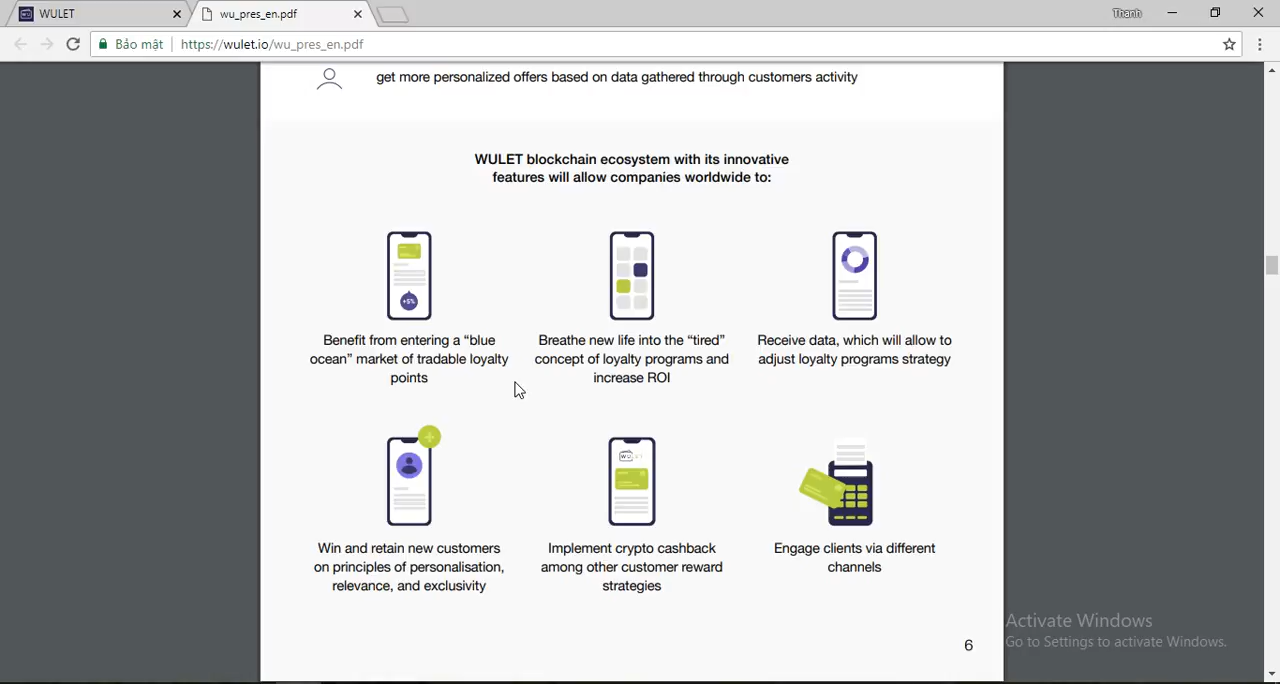 WULET
wu_pres_en.pdf
Thanh
Bảo mật
https://wulet.io/wu_pres_en.pdf
get more personalized offers based on data gathered through customers activity
WULET blockchain ecosystem with its innovative
features will allow companies worldwide to:
+5%
Benefit from entering a “blue
ocean” market of tradable loyalty
points
Breathe new life into the “tired”
concept of loyalty programs and
increase ROI
Receive data, which will allow to
adjust loyalty programs strategy
Win and retain new customers
on principles of personalisation,
relevance, and exclusivity
Implement crypto cashback
among other customer reward
strategies
Engage clients via different
channels
6
Activate Windows
Go to Settings to activate Windows.